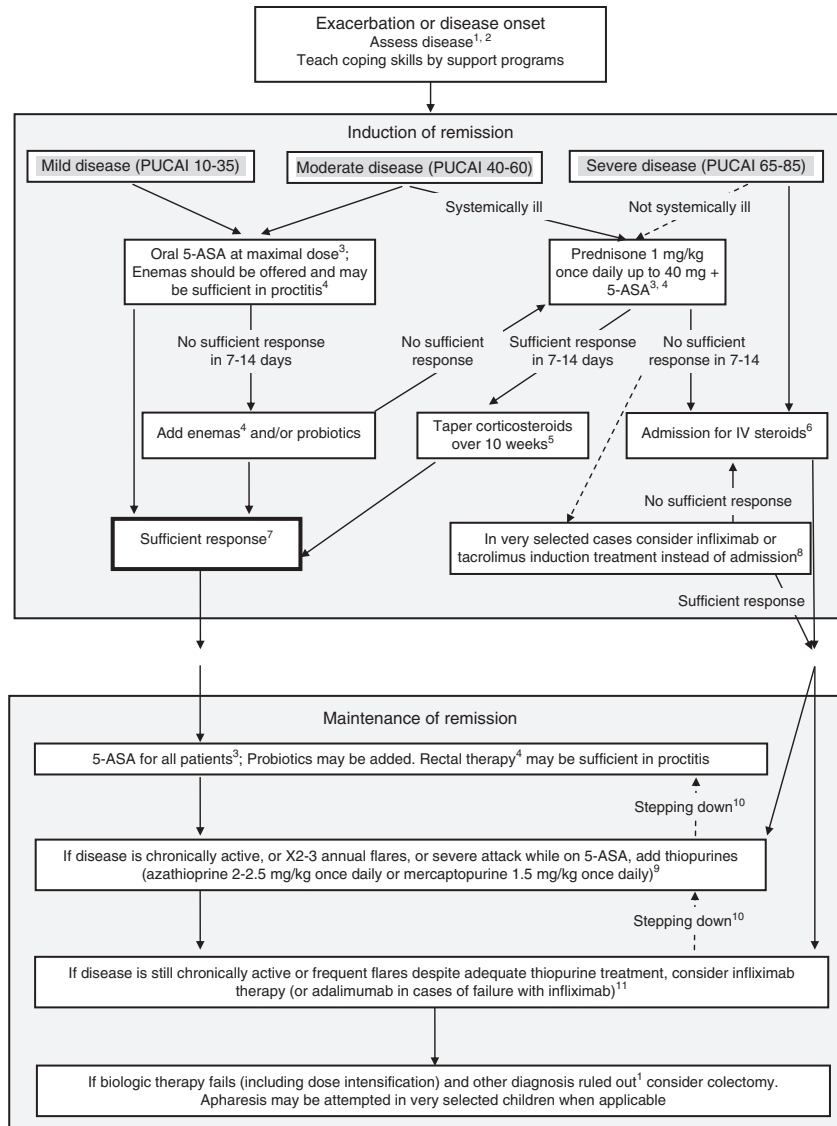 Exacerbation or disease onset
Assess disease1, 2
Teach coping skills by support programs
Induction of remission
Mild disease (PUCAI 10-35)
Moderate disease (PUCAI 40-60)
Severe disease (PUCAI 65-85)
Systemically ill
Not systemically ill
Oral 5-ASA at maximal dose3;
Enemas should be offered and may
be sufficient in proctitis4
Prednisone 1 mg/kg
once daily up to 40 mg +
5-ASA3, 4
No sufficient response
in 7-14 days
No sufficient
response
Sufficient response
in 7-14 days
No sufficient
response in 7-14
Add enemas4 and/or probiotics
Taper corticosteroids
over 10 weeks5
Admission for IV steroids6
No sufficient response
Sufficient response7
In very selected cases consider infliximab or
tacrolimus induction treatment instead of admission8
Sufficient response
Maintenance of remission
5-ASA for all patients3; Probiotics may be added. Rectal therapy4 may be sufficient in proctitis
Stepping down10
If disease is chronically active, or X2-3 annual flares, or severe attack while on 5-ASA, add thiopurines
(azathioprine 2-2.5 mg/kg once daily or mercaptopurine 1.5 mg/kg once daily)9
Stepping down10
If disease is still chronically active or frequent flares despite adequate thiopurine treatment, consider infliximab
therapy (or adalimumab in cases of failure with infliximab)11
If biologic therapy fails (including dose intensification) and other diagnosis ruled out1 consider colectomy.
Apharesis may be attempted in very selected children when applicable